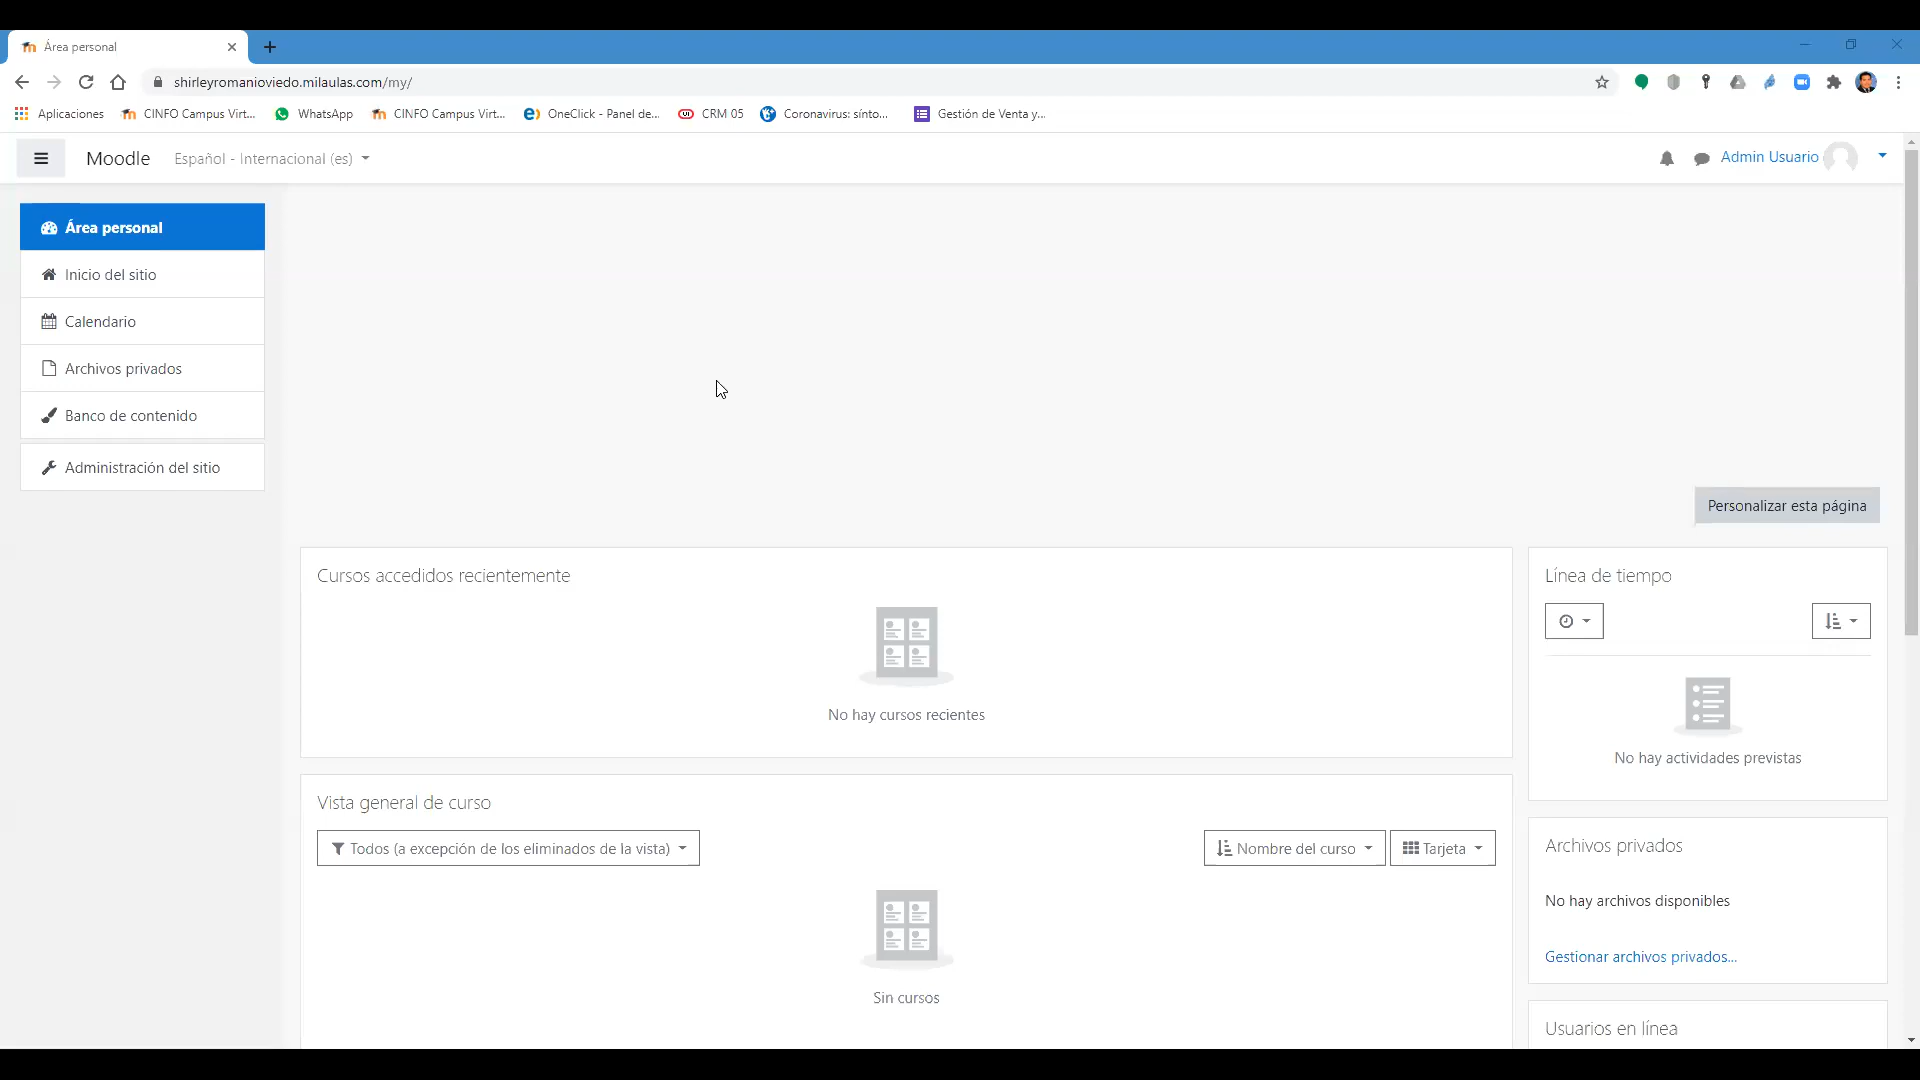 Área personal
shirleyromanioviedo.milaulas.com/my/
Aplicaciones CINFO Campus Virt... WhatsApp CINFO Campus Virt... OneClick - Panel de... CRM 05 Coronavirus: sínto... Gestión de Venta y...
Moodle Español - Internacional (es) Admin Usuario
Área personal
Inicio del sitio
Calendario
Archivos privados
Banco de contenido
Administración del sitio
Personalizar esta página
Cursos accedidos recientemente
No hay cursos recientes
Línea de tiempo
No hay actividades previstas
Vista general de curso
Todos (a excepción de los eliminados de la vista) Nombre del curso Tarjeta
Sin cursos
Archivos privados
No hay archivos disponibles
Gestionar archivos privados...
Usuarios en línea